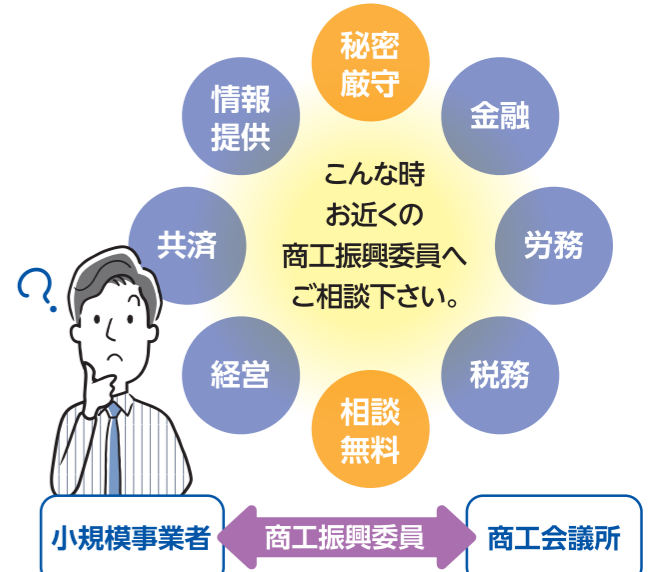 秘密
厳守
情報
提供
金融
こんな時
お近くの
商工振興委員へ
ご相談下さい。
共済
労務
経営
税務
相談
無料
?
小規模事業者
商工振興委員
商工会議所